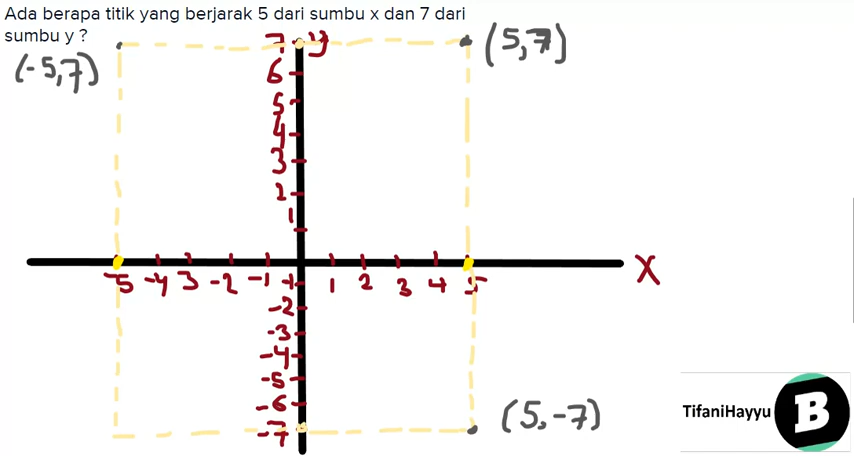 Ada berapa titik yang berjarak 5 dari sumbu x dan 7 dari
sumbu y ?
(-5,7)
7 y
(5,7)
6
5
4
3
2
1
-5 -4 3 -2 -1 -1 1 2 3 4 5
X
-2
-3
-4
-5
-6
-7
(5,-7)
TifaniHayyu B